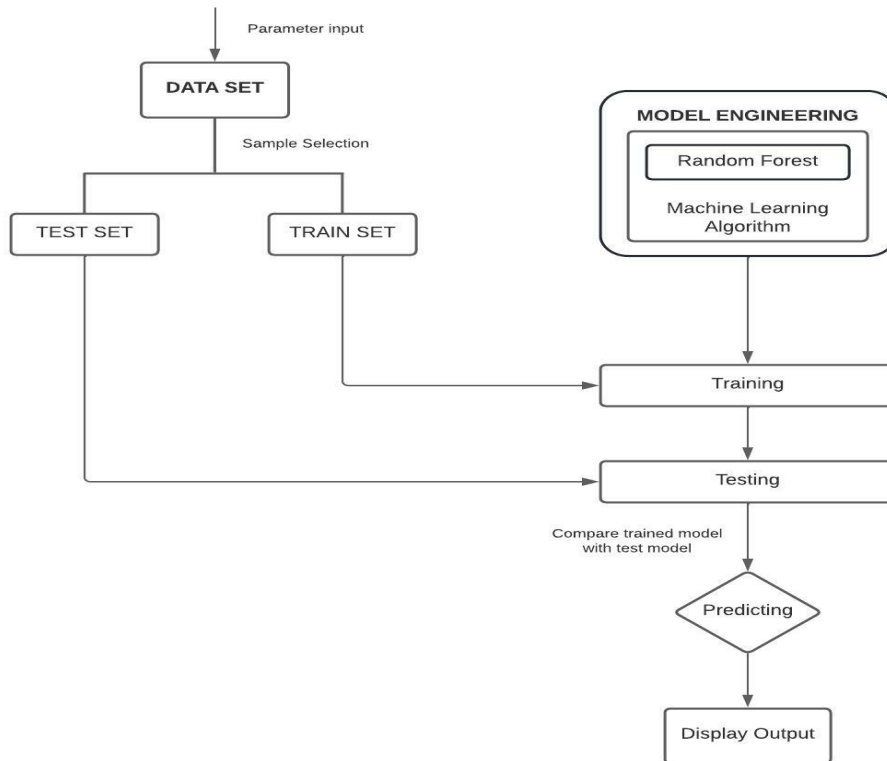 Parameter input
DATA SET
Sample Selection
TEST SET
TRAIN SET
MODEL ENGINEERING
Random Forest
Machine Learning
Algorithm
Training
Testing
Compare trained model
with test model
Predicting
Display Output